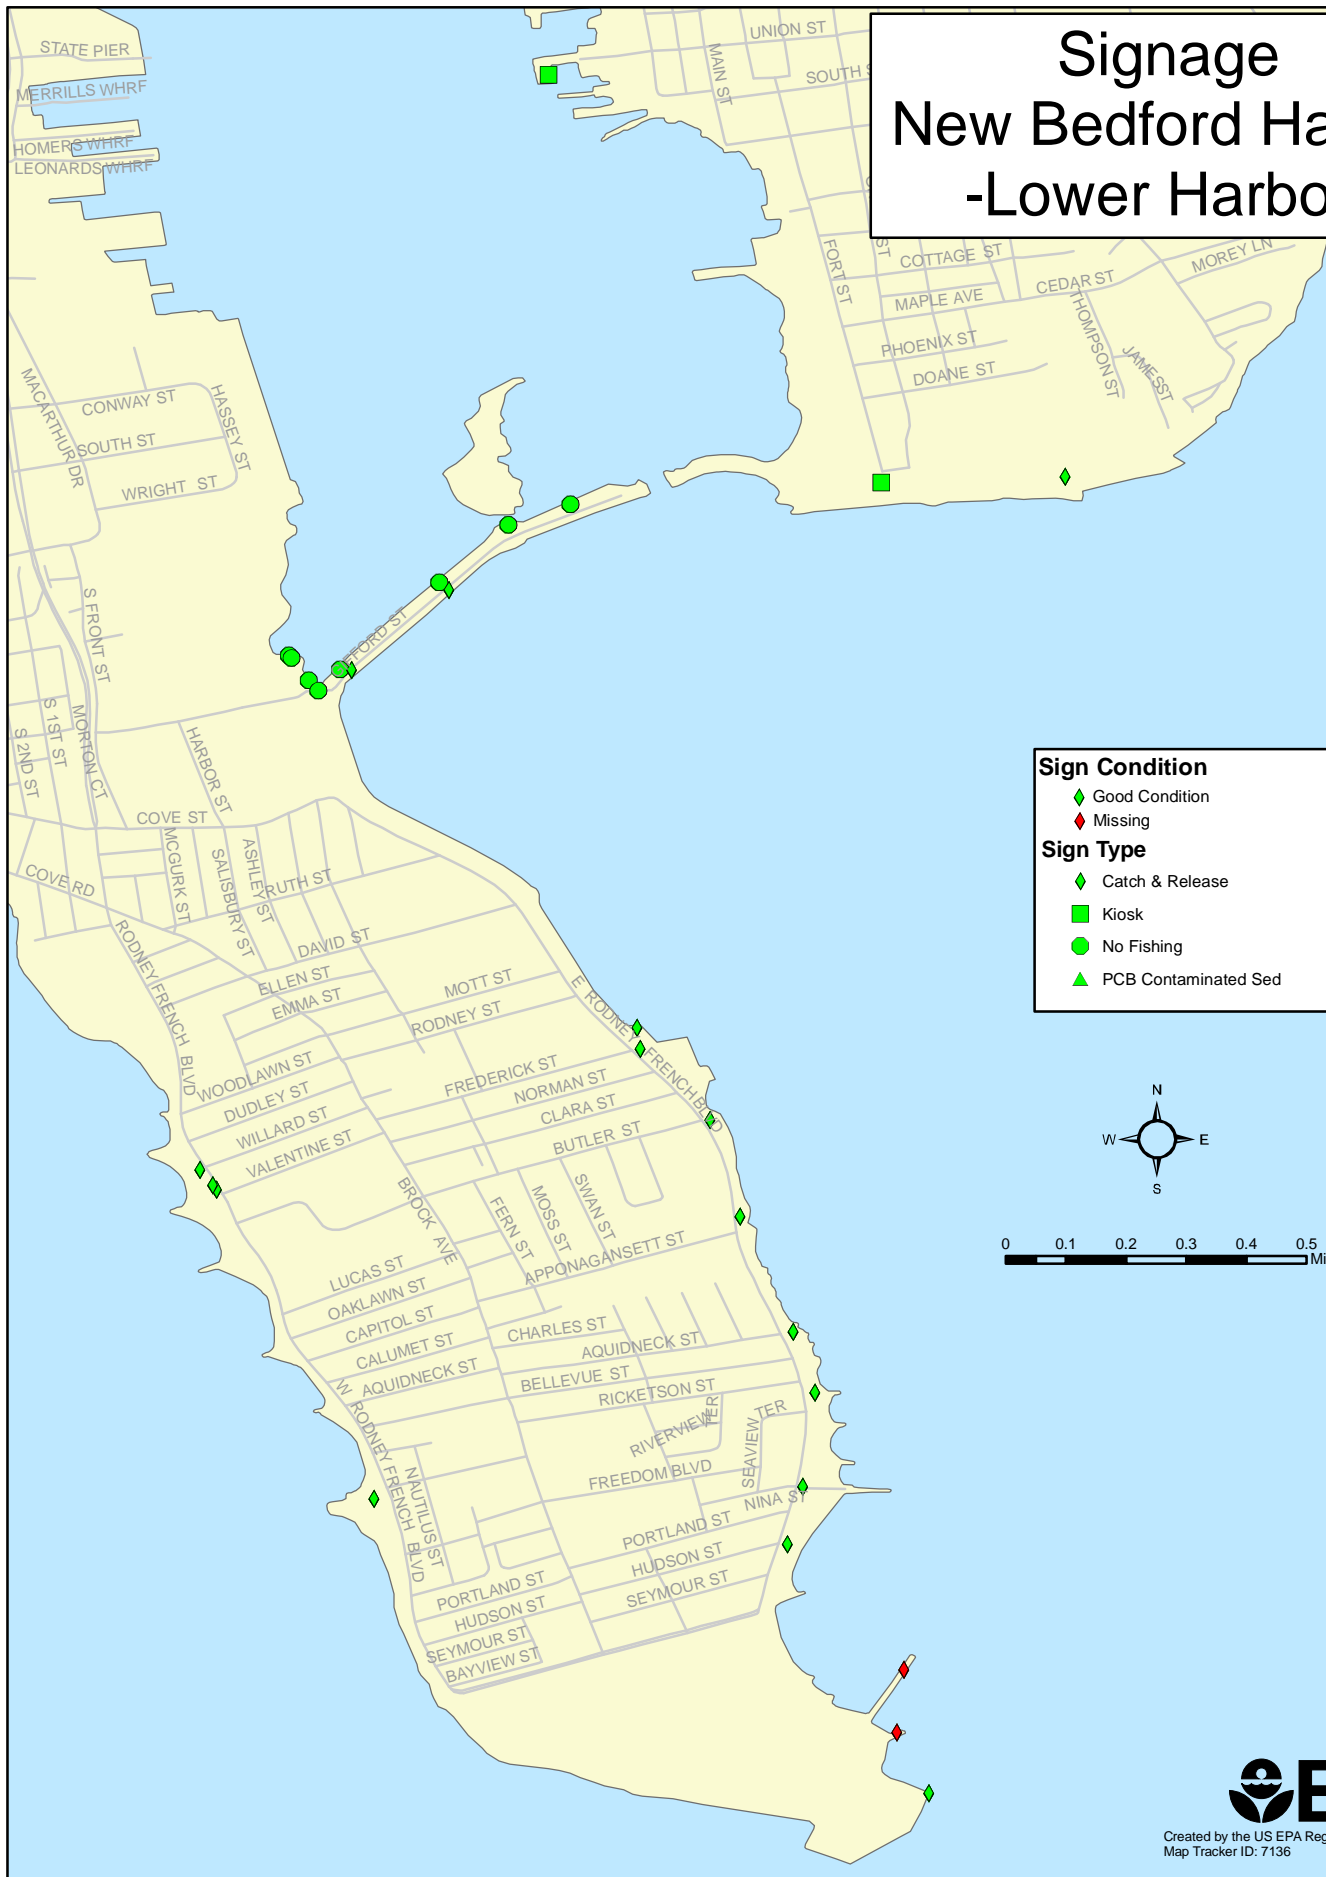 Signage
New Bedford Ha
-Lower Harbo
STATE PIER
MERRILLS WHRF
HOMERS WHRF
LEONARDS WHRF
UNION ST
MAIN ST
SOUTH S
FORT ST
ST
COTTAGE ST
MOREY LN
CEDAR ST
MAPLE AVE
THOMPSON ST
PHOENIX ST
JAMES ST
DOANE ST
MACARTHUR DR
CONWAY ST
HASSEY ST
SOUTH ST
WRIGHT ST
S FRONT ST
FORD ST
S 1ST ST
S 2ND ST
MORTON CT
HARBOR ST
COVE ST
MCGURK ST
SALISBURY ST
ASHLEY ST
COVE RD
RUTH ST
RODNEY FRENCH BLVD
DAVID ST
ELLEN ST
EMMA ST
MOTT ST
RODNEY ST
E RODNEY FRENCH BLVD
WOODLAWN ST
DUDLEY ST
WILLARD ST
VALENTINE ST
FREDERICK ST
NORMAN ST
CLARA ST
BUTLER ST
BROCK AVE
FERN ST
MOSS ST
SWAN ST
APPONAGANSETT ST
LUCAS ST
OAKLAWN ST
CAPITOL ST
CALUMET ST
AQUIDNECK ST
CHARLES ST
AQUIDNECK ST
BELLEVUE ST
RICKETSON ST
W RODNEY FRENCH BLVD
RIVERVIEW TER
SEAVIEW TER
FREEDOM BLVD
NAUTILUS ST
NINA ST
PORTLAND ST
HUDSON ST
SEYMOUR ST
PORTLAND ST
HUDSON ST
SEYMOUR ST
BAYVIEW ST
Sign Condition
Good Condition
Missing
Sign Type
Catch & Release
Kiosk
No Fishing
PCB Contaminated Sed
N
W E
S
0 0.1 0.2 0.3 0.4 0.5
Mi
E
Created by the US EPA Reg
Map Tracker ID: 7136